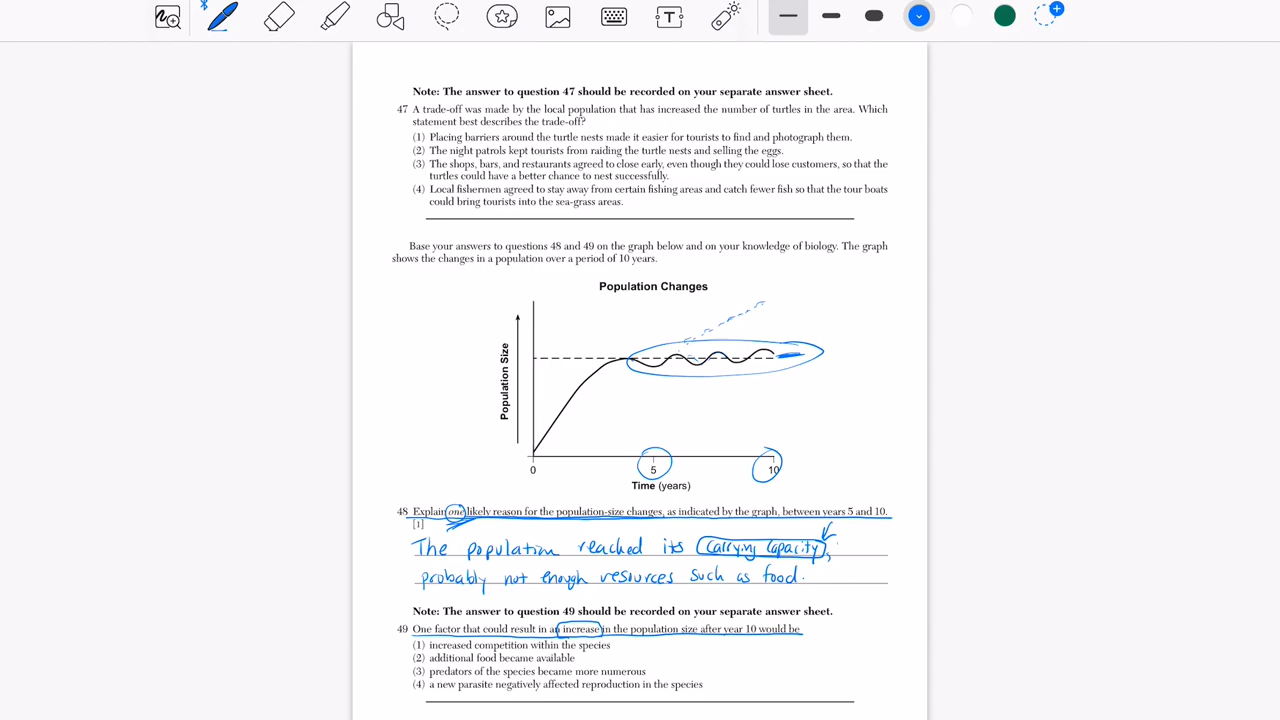 Note: The answer to question 47 should be recorded on your separate answer sheet.
47 A trade-off was made by the local population that has increased the number of turtles in the area. Which
statement best describes the trade-off?
(1) Placing barriers around the turtle nests made it easier for tourists to find and photograph them.
(2) The night patrols kept tourists from raiding the turtle nests and selling the eggs.
(3) The shops, bars, and restaurants agreed to close early, even though they could lose customers, so that the
turtles could have a better chance to nest successfully.
(4) Local fishermen agreed to stay away from certain fishing areas and catch fewer fish so that the tour boats
could bring tourists into the sea-grass areas.
Base your answers to questions 48 and 49 on the graph below and on your knowledge of biology. The graph
shows the changes in a population over a period of 10 years.
Population Changes
Population Size
0 5 10
Time (years)
48 Explain one likely reason for the population-size changes, as indicated by the graph, between years 5 and 10.
[1]
The population reached its carrying capacity,
probably not enough resources such as food.
Note: The answer to question 49 should be recorded on your separate answer sheet.
49 One factor that could result in an increase in the population size after year 10 would be
(1) increased competition within the species
(2) additional food became available
(3) predators of the species became more numerous
(4) a new parasite negatively affected reproduction in the species